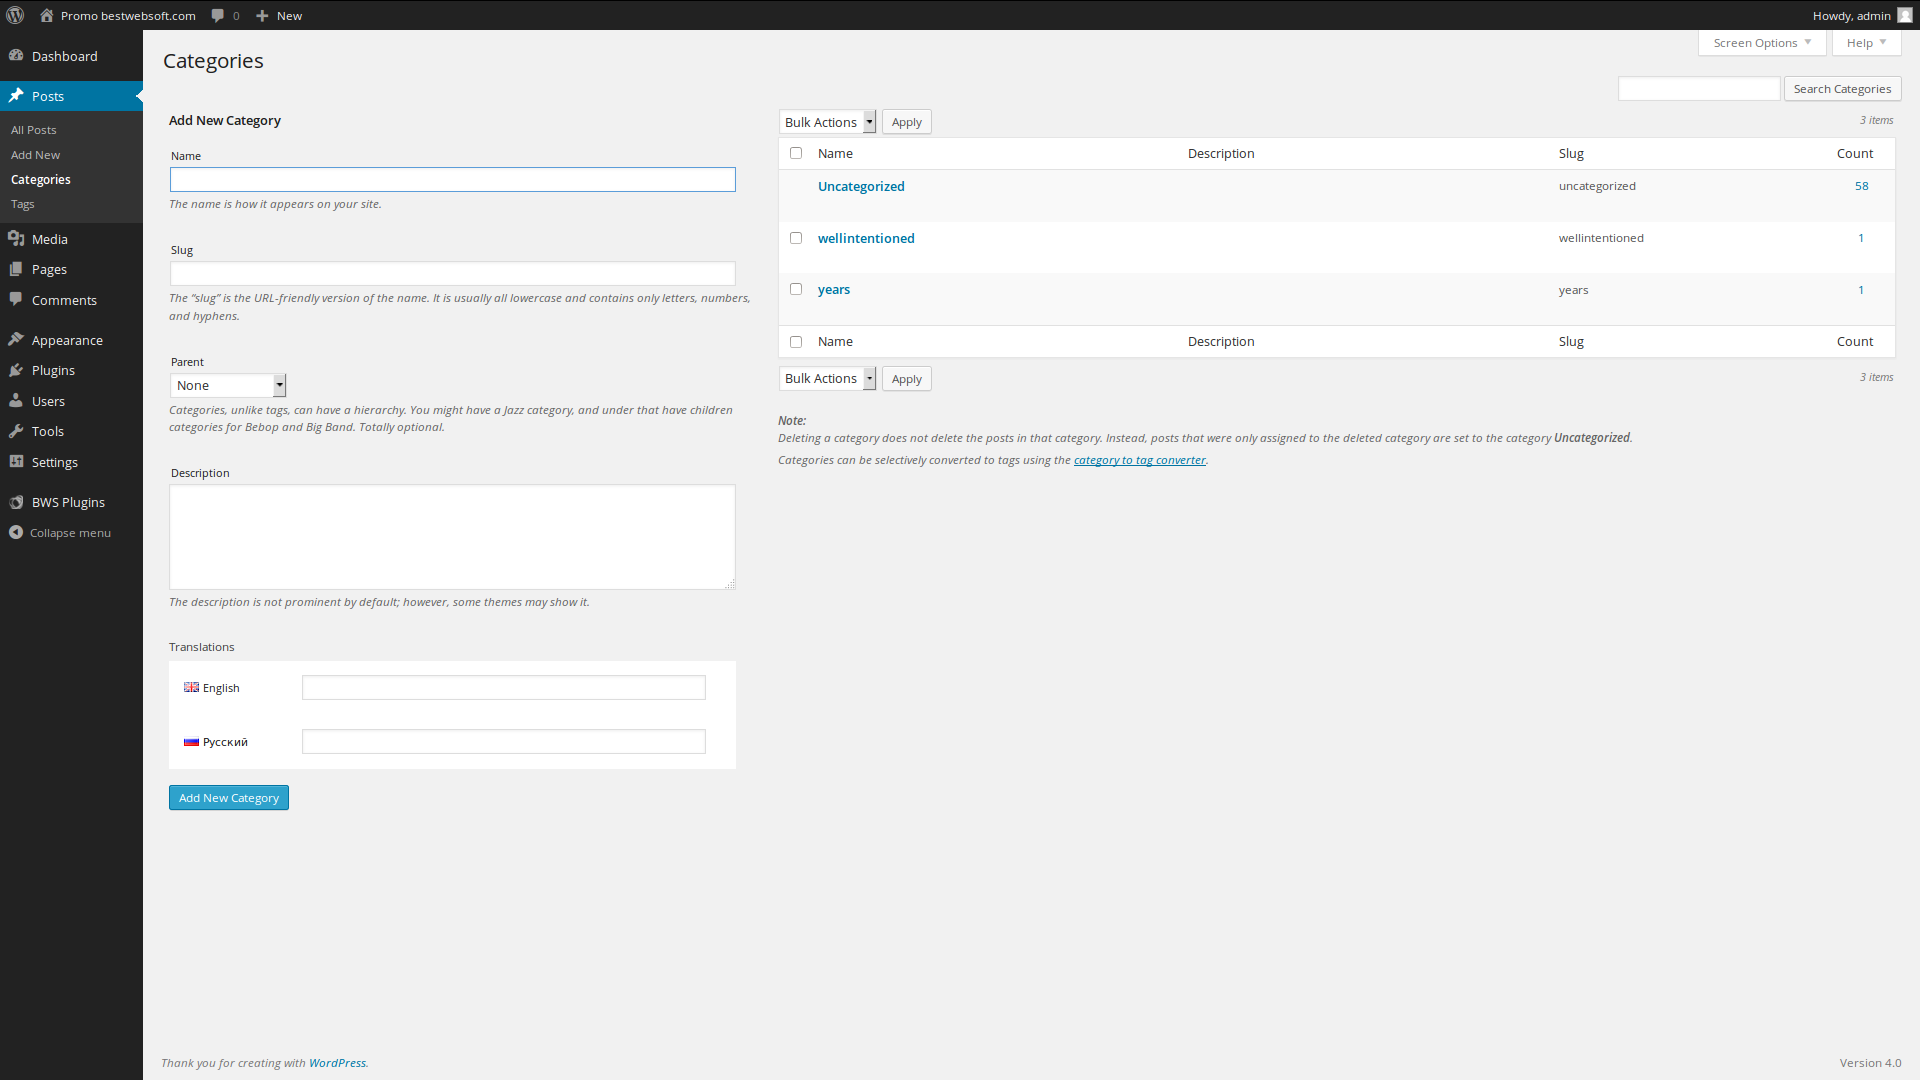 Promo bestwebsoft.com 0 New Howdy, admin
Dashboard
Posts
All Posts
Add New
Categories
Tags
Media
Pages
Comments
Appearance
Plugins
Users
Tools
Settings
BWS Plugins
Collapse menu
Screen Options Help
Categories
Search Categories
Add New Category
Name
The name is how it appears on your site.
Slug
The “slug” is the URL-friendly version of the name. It is usually all lowercase and contains only letters, numbers,
and hyphens.
Parent
None
Categories, unlike tags, can have a hierarchy. You might have a Jazz category, and under that have children
categories for Bebop and Big Band. Totally optional.
Description
The description is not prominent by default; however, some themes may show it.
Translations
English
Русский
Add New Category
Bulk Actions Apply 3 items
Name Description Slug Count
Uncategorized uncategorized 58
wellintentioned wellintentioned 1
years years 1
Name Description Slug Count
Bulk Actions Apply 3 items
Note:
Deleting a category does not delete the posts in that category. Instead, posts that were only assigned to the deleted category are set to the category Uncategorized.
Categories can be selectively converted to tags using the category to tag converter.
Thank you for creating with WordPress. Version 4.0